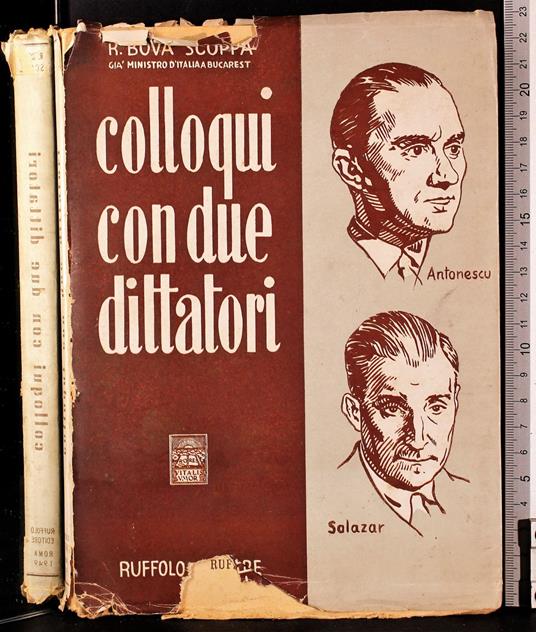 R. BOVA SCOPPA
GIA' MINISTRO D'ITALIA A BUCAREST
colloqui
con due
dittatori
Antonescu
Salazar
RUFFOLO
colloqui con due dittatori
RUFFOLO
EDITORE
ROMA
1949